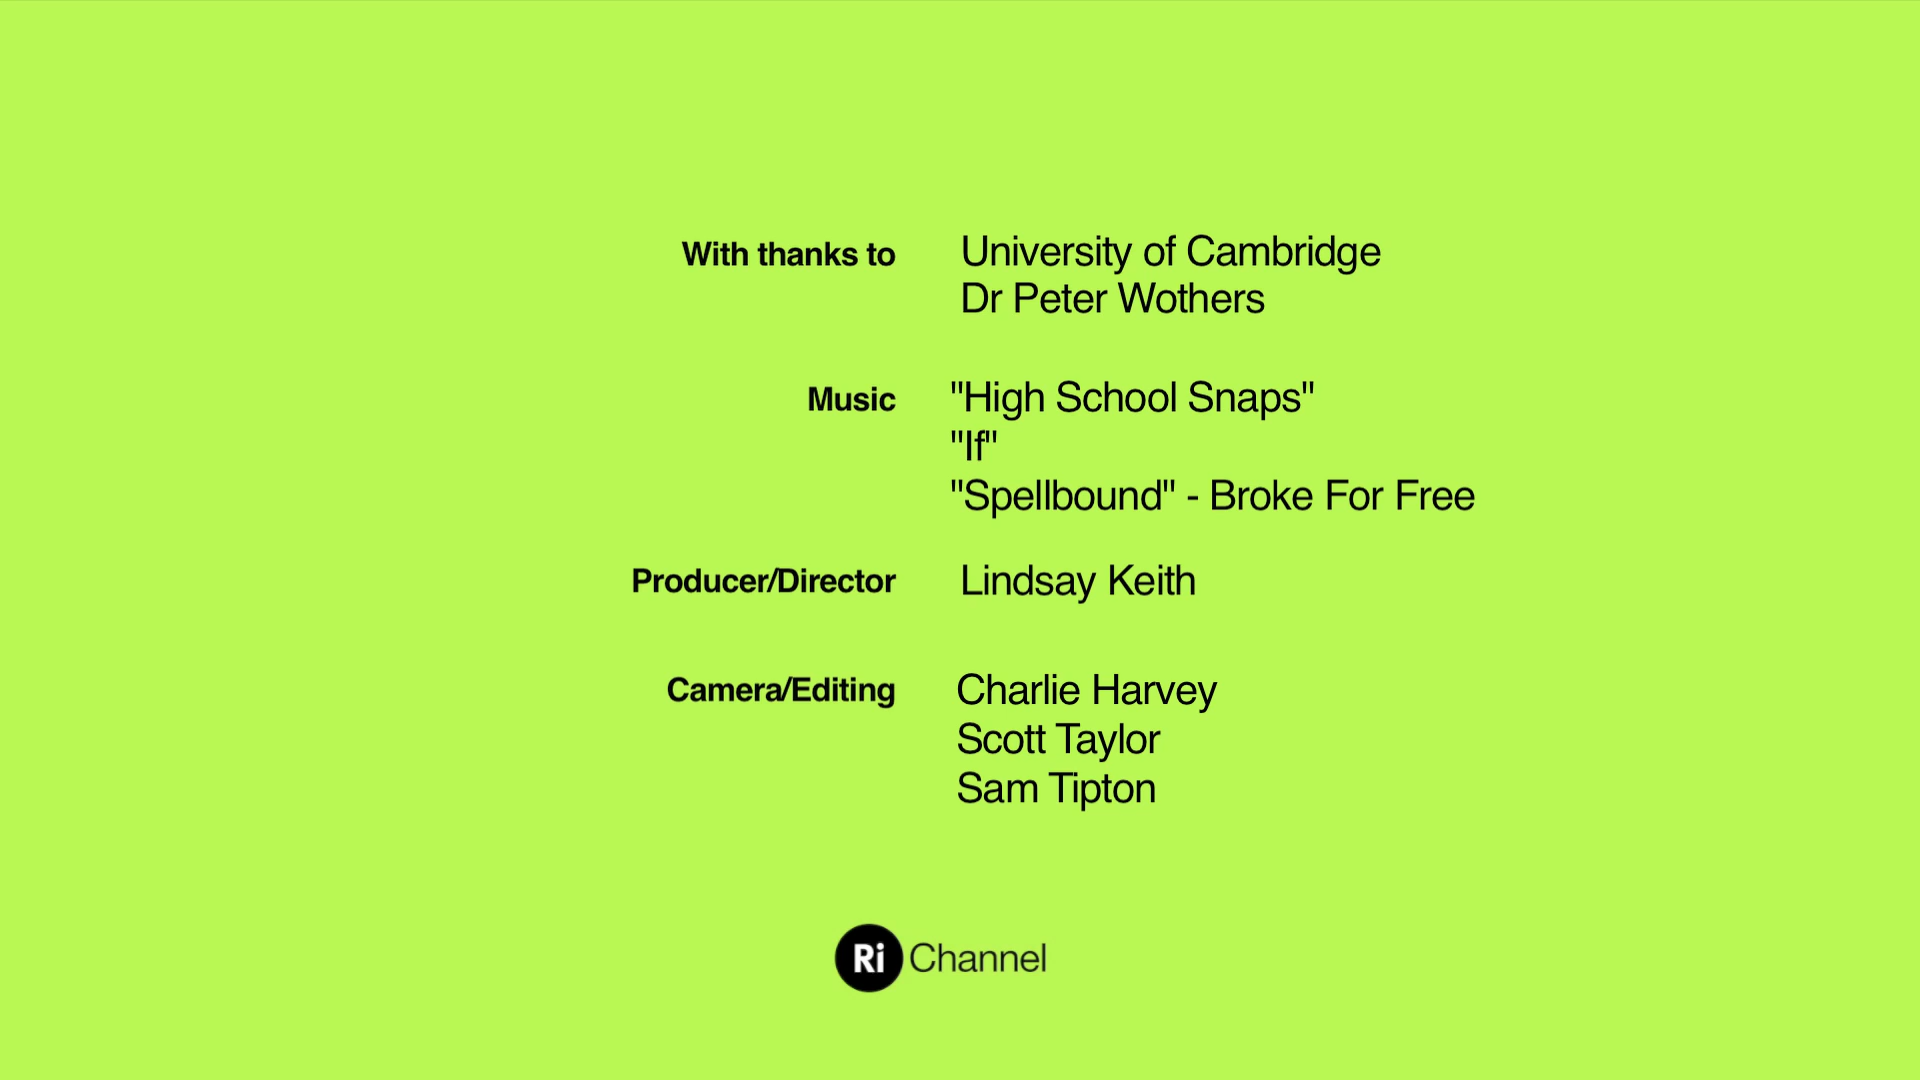 With thanks to University of Cambridge
Dr Peter Wothers
Music "High School Snaps"
"If"
"Spellbound" - Broke For Free
Producer/Director Lindsay Keith
Camera/Editing Charlie Harvey
Scott Taylor
Sam Tipton
Ri Channel